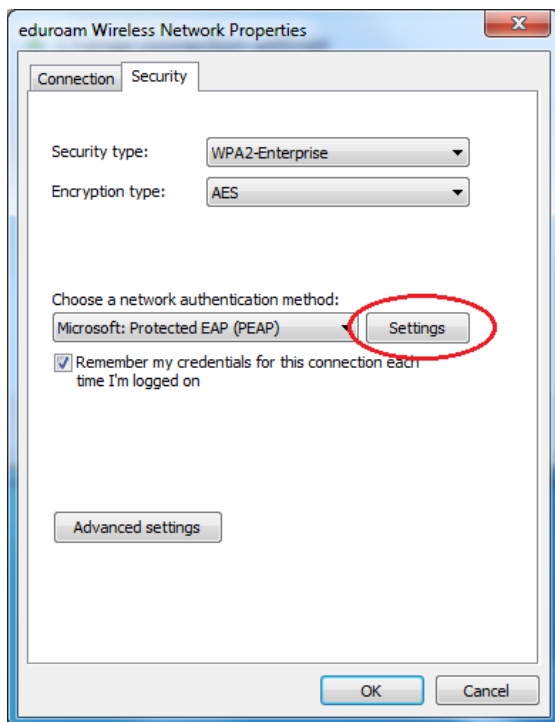 eduroam Wireless Network Properties
Connection Security
Security type: WPA2-Enterprise
Encryption type: AES
Choose a network authentication method:
Microsoft: Protected EAP (PEAP) Settings
Remember my credentials for this connection each
time I'm logged on
Advanced settings
OK Cancel